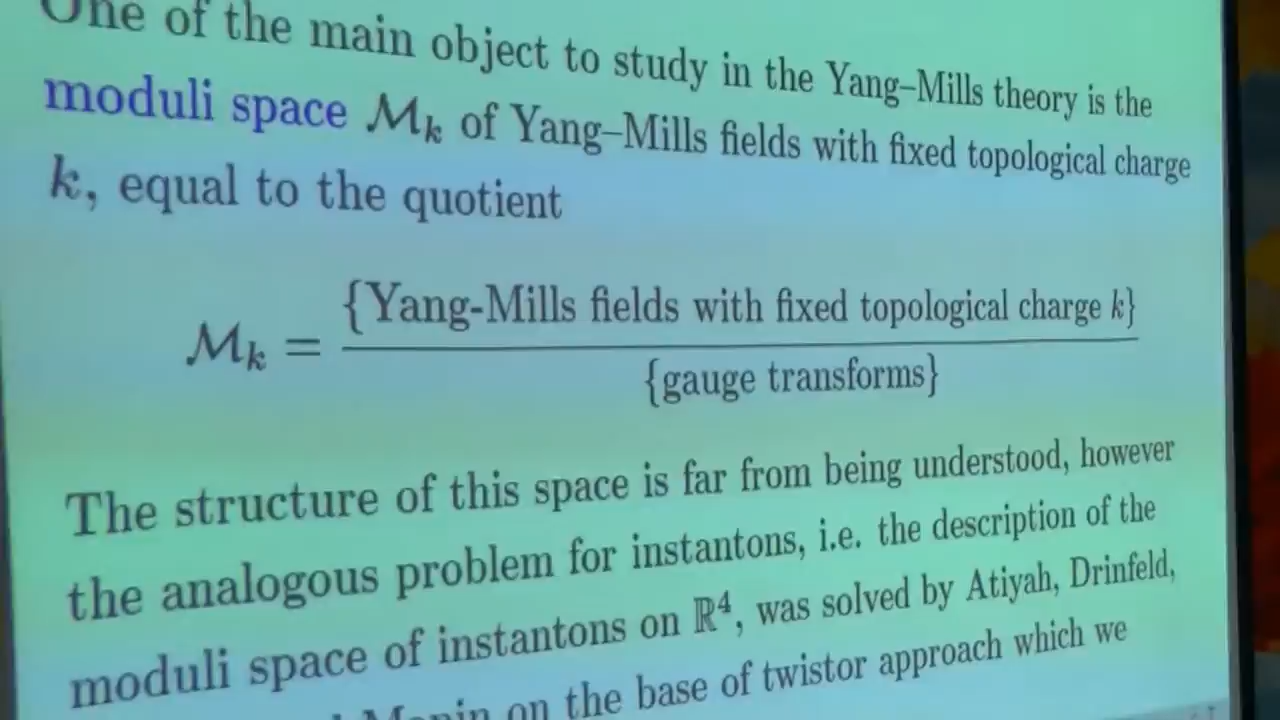 One of the main object to study in the Yang–Mills theory is the
moduli space ℳₖ of Yang–Mills fields with fixed topological charge
k, equal to the quotient
ℳₖ = {Yang-Mills fields with fixed topological charge k}
{gauge transforms}
The structure of this space is far from being understood, however
the analogous problem for instantons, i.e. the description of the
moduli space of instantons on ℝ⁴, was solved by Atiyah, Drinfeld,
Manin on the base of twistor approach which we